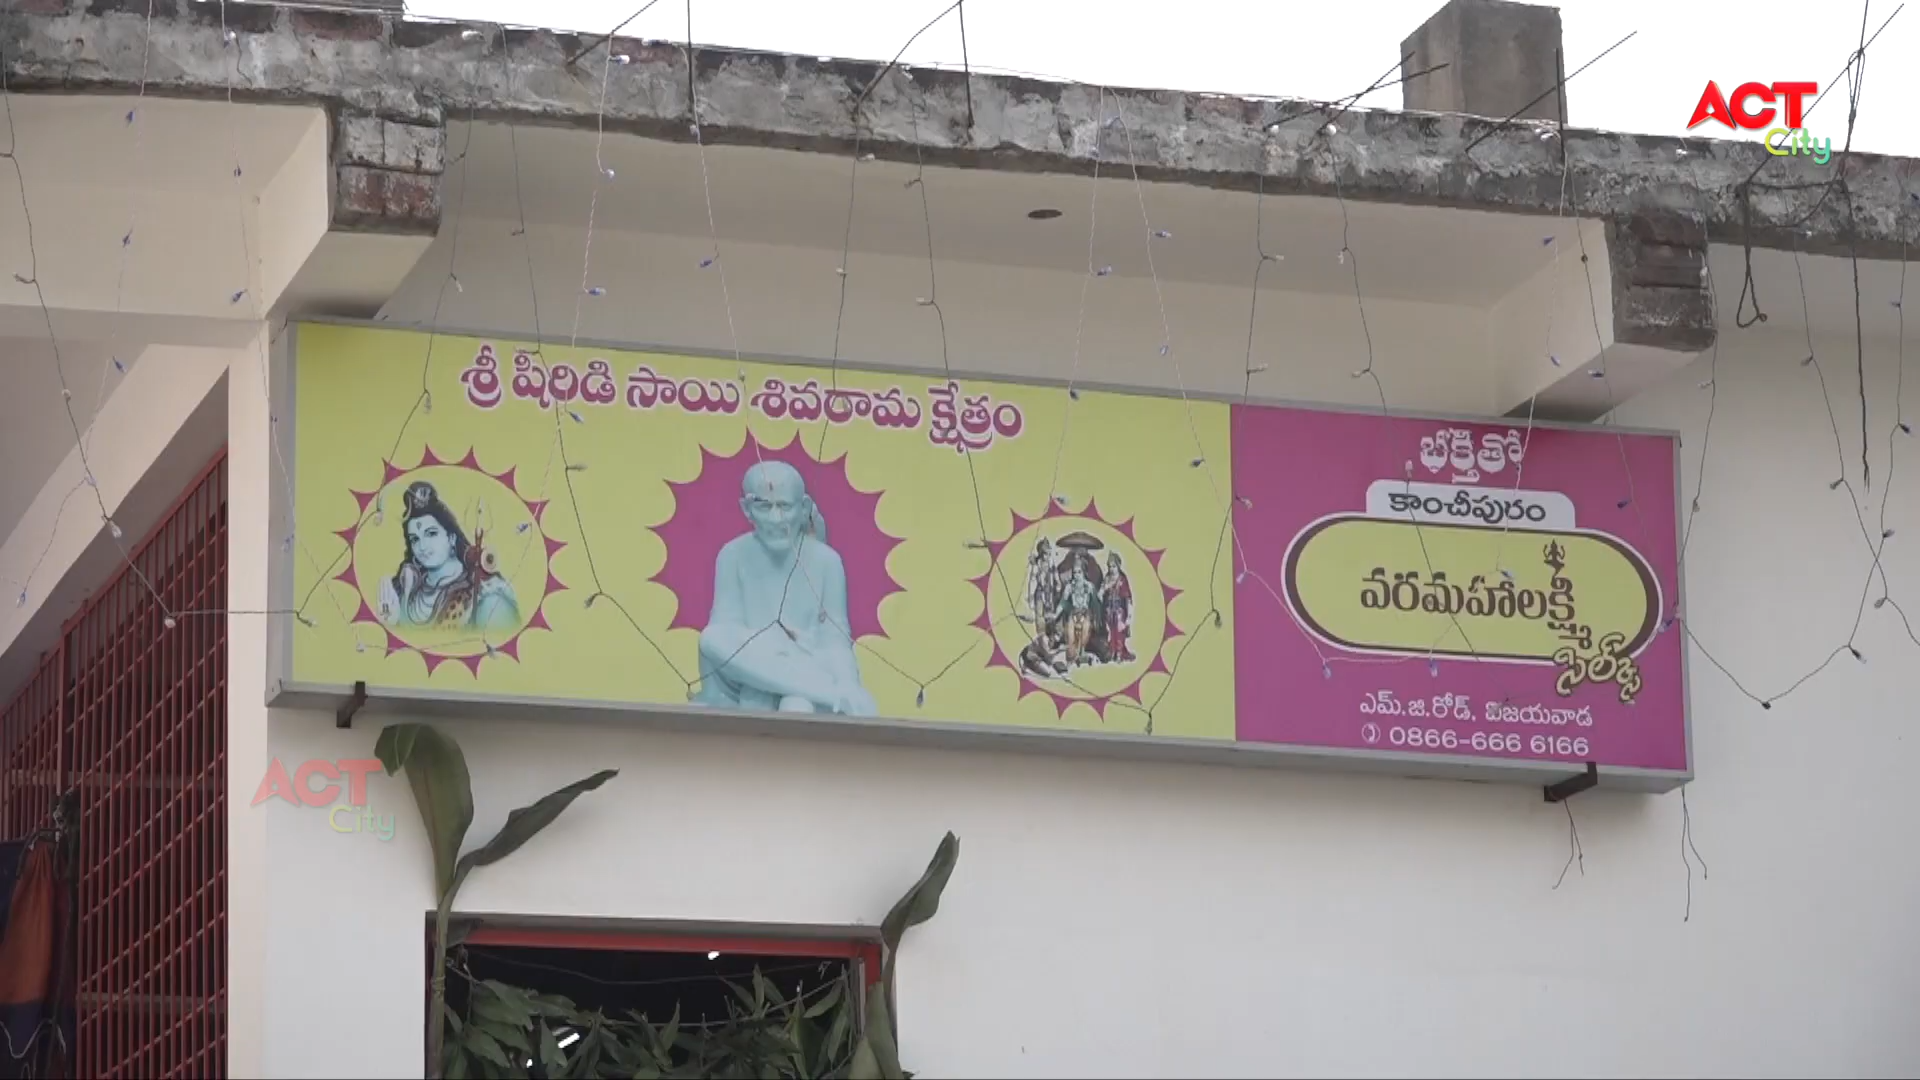 ACT
City
శ్రీ షిరిడి సాయి శివరామ క్షేత్రం
భక్తితో
కాంచీపురం
వరమహాలక్ష్మి
సిల్క్స్
ఎమ్.జి.రోడ్, విజయవాడ
0866-666 6166
ACT
City